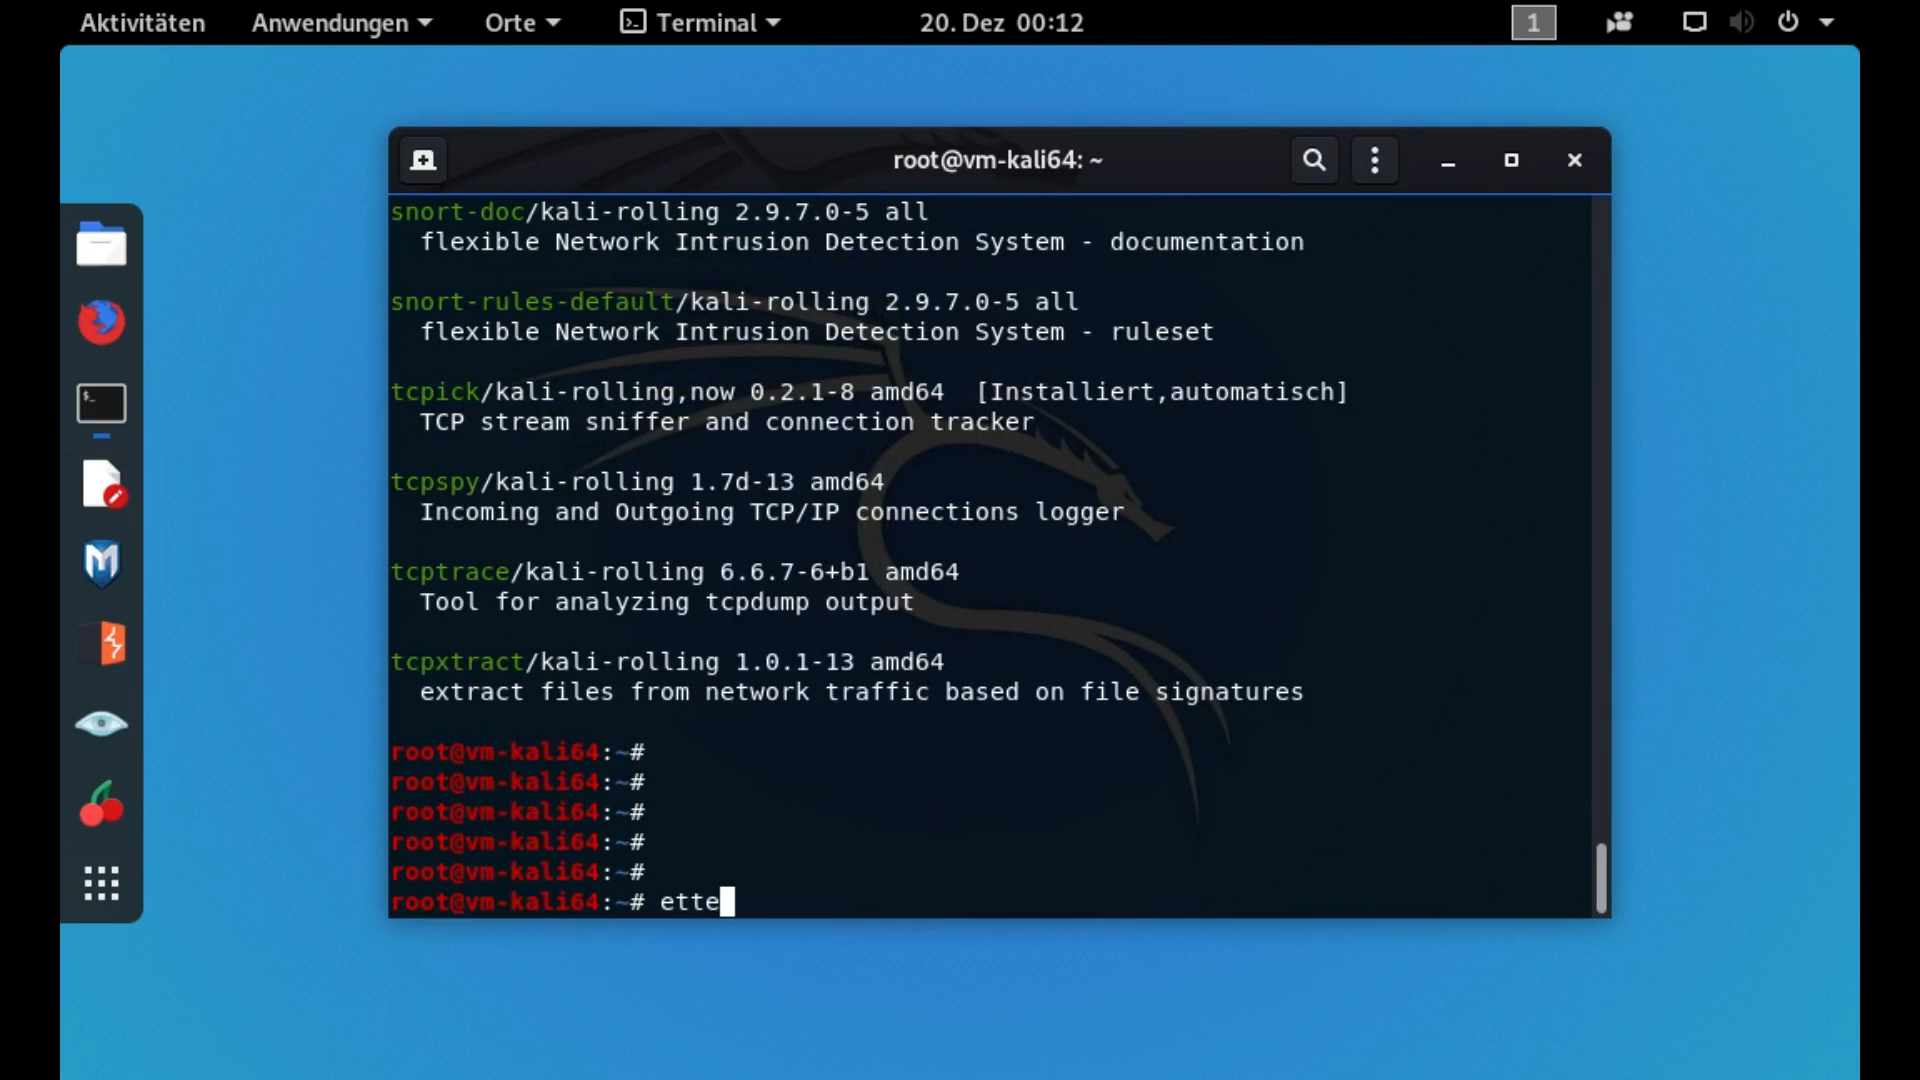 Aktivitäten Anwendungen Orte Terminal 20. Dez 00:12 1
root@vm-kali64: ~
snort-doc/kali-rolling 2.9.7.0-5 all
flexible Network Intrusion Detection System - documentation
snort-rules-default/kali-rolling 2.9.7.0-5 all
flexible Network Intrusion Detection System - ruleset
tcpick/kali-rolling,now 0.2.1-8 amd64 [Installiert,automatisch]
TCP stream sniffer and connection tracker
tcpspy/kali-rolling 1.7d-13 amd64
Incoming and Outgoing TCP/IP connections logger
tcptrace/kali-rolling 6.6.7-6+b1 amd64
Tool for analyzing tcpdump output
tcpxtract/kali-rolling 1.0.1-13 amd64
extract files from network traffic based on file signatures
root@vm-kali64:~#
root@vm-kali64:~#
root@vm-kali64:~#
root@vm-kali64:~#
root@vm-kali64:~#
root@vm-kali64:~# ette